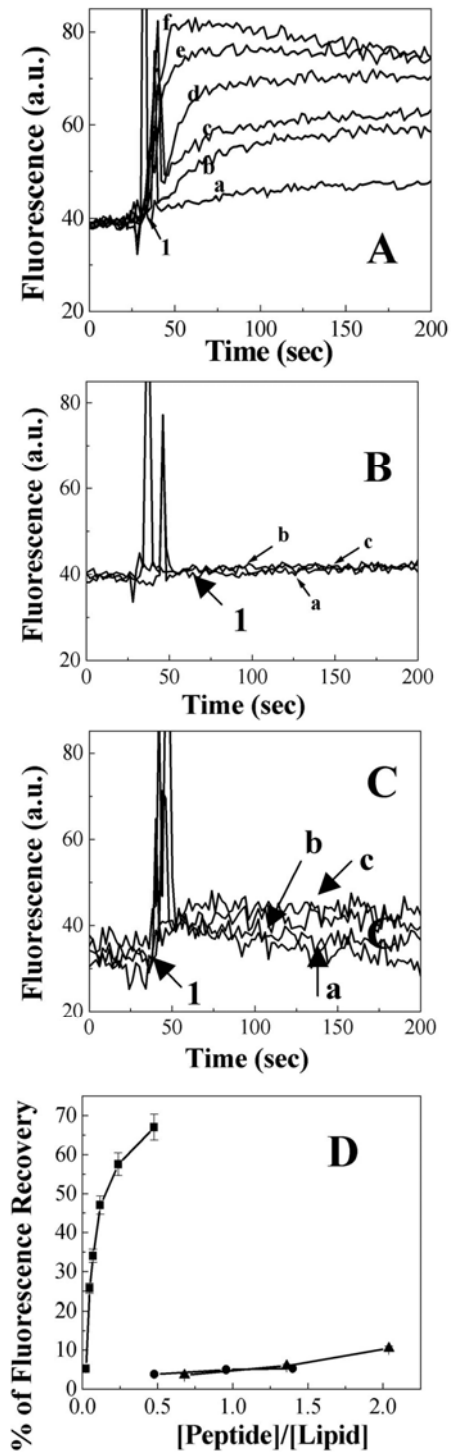 80
60
40
20
Fluorescence (a.u.)
f
e
d
c
b
a
1
A
0 50 100 150 200
Time (sec)
80
60
40
20
Fluorescence (a.u.)
B
b
c
a
1
0 50 100 150 200
Time (sec)
80
60
40
20
Fluorescence (a.u.)
C
b
c
C
a
1
0 50 100 150 200
Time (sec)
70
60
50
40
30
20
10
0
% of Fluorescence Recovery
D
0.0 0.5 1.0 1.5 2.0
[Peptide]/[Lipid]